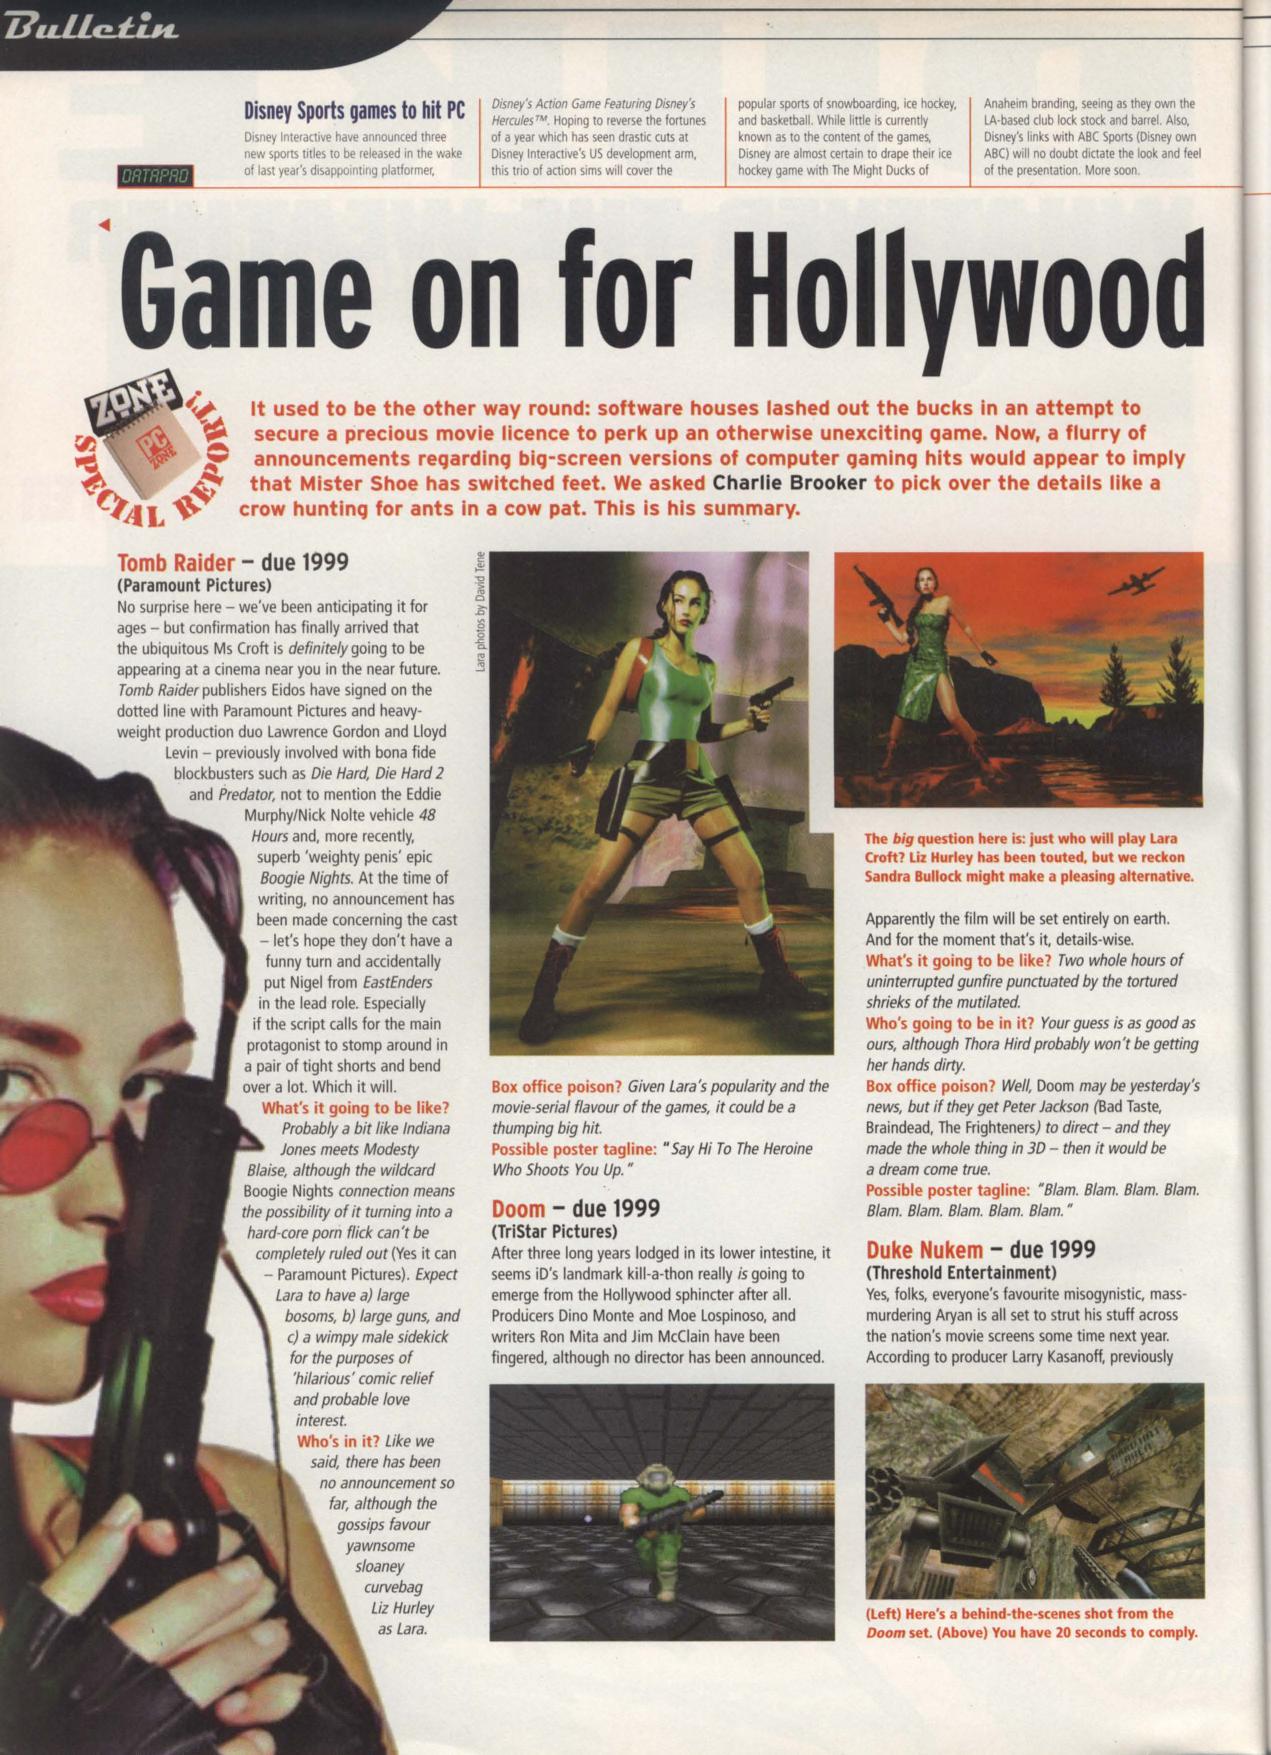 Bulletin
DATAPAD
Disney Sports games to hit PC
Disney Interactive have announced three
new sports titles to be released in the wake
of last year's disappointing platformer,
Disney's Action Game Featuring Disney's
Hercules™. Hoping to reverse the fortunes
of a year which has seen drastic cuts at
Disney Interactive's US development arm,
this trio of action sims will cover the
popular sports of snowboarding, ice hockey,
and basketball. While little is currently
known as to the content of the games,
Disney are almost certain to drape their ice
hockey game with The Might Ducks of
Anaheim branding, seeing as they own the
LA-based club lock stock and barrel. Also,
Disney's links with ABC Sports (Disney own
ABC) will no doubt dictate the look and feel
of the presentation. More soon.
Game on for Hollywood
ZONE
PC
ZONE
SPECIAL REPORT!
It used to be the other way round: software houses lashed out the bucks in an attempt to
secure a precious movie licence to perk up an otherwise unexciting game. Now, a flurry of
announcements regarding big-screen versions of computer gaming hits would appear to imply
that Mister Shoe has switched feet. We asked Charlie Brooker to pick over the details like a
crow hunting for ants in a cow pat. This is his summary.
Tomb Raider – due 1999
(Paramount Pictures)
No surprise here – we've been anticipating it for
ages – but confirmation has finally arrived that
the ubiquitous Ms Croft is definitely going to be
appearing at a cinema near you in the near future.
Tomb Raider publishers Eidos have signed on the
dotted line with Paramount Pictures and heavy-
weight production duo Lawrence Gordon and Lloyd
Levin – previously involved with bona fide
blockbusters such as Die Hard, Die Hard 2
and Predator, not to mention the Eddie
Murphy/Nick Nolte vehicle 48
Hours and, more recently,
superb 'weighty penis' epic
Boogie Nights. At the time of
writing, no announcement has
been made concerning the cast
– let's hope they don't have a
funny turn and accidentally
put Nigel from EastEnders
in the lead role. Especially
if the script calls for the main
protagonist to stomp around in
a pair of tight shorts and bend
over a lot. Which it will.
What's it going to be like?
Probably a bit like Indiana
Jones meets Modesty
Blaise, although the wildcard
Boogie Nights connection means
the possibility of it turning into a
hard-core porn flick can't be
completely ruled out (Yes it can
– Paramount Pictures). Expect
Lara to have a) large
bosoms, b) large guns, and
c) a wimpy male sidekick
for the purposes of
'hilarious' comic relief
and probable love
interest.
Who's in it? Like we
said, there has been
no announcement so
far, although the
gossips favour
yawnsome
sloaney
curvebag
Liz Hurley
as Lara.
Lara photos by David Tene
Box office poison? Given Lara's popularity and the
movie-serial flavour of the games, it could be a
thumping big hit.
Possible poster tagline: "Say Hi To The Heroine
Who Shoots You Up."
Doom – due 1999
(TriStar Pictures)
After three long years lodged in its lower intestine, it
seems iD's landmark kill-a-thon really is going to
emerge from the Hollywood sphincter after all.
Producers Dino Monte and Moe Lospinoso, and
writers Ron Mita and Jim McClain have been
fingered, although no director has been announced.
The big question here is: just who will play Lara
Croft? Liz Hurley has been touted, but we reckon
Sandra Bullock might make a pleasing alternative.
Apparently the film will be set entirely on earth.
And for the moment that's it, details-wise.
What's it going to be like? Two whole hours of
uninterrupted gunfire punctuated by the tortured
shrieks of the mutilated.
Who's going to be in it? Your guess is as good as
ours, although Thora Hird probably won't be getting
her hands dirty.
Box office poison? Well, Doom may be yesterday's
news, but if they get Peter Jackson (Bad Taste,
Braindead, The Frighteners) to direct – and they
made the whole thing in 3D – then it would be
a dream come true.
Possible poster tagline: "Blam. Blam. Blam. Blam.
Blam. Blam. Blam. Blam. Blam."
Duke Nukem – due 1999
(Threshold Entertainment)
Yes, folks, everyone's favourite misogynistic, mass-
murdering Aryan is all set to strut his stuff across
the nation's movie screens some time next year.
According to producer Larry Kasanoff, previously
(Left) Here's a behind-the-scenes shot from the
Doom set. (Above) You have 20 seconds to comply.